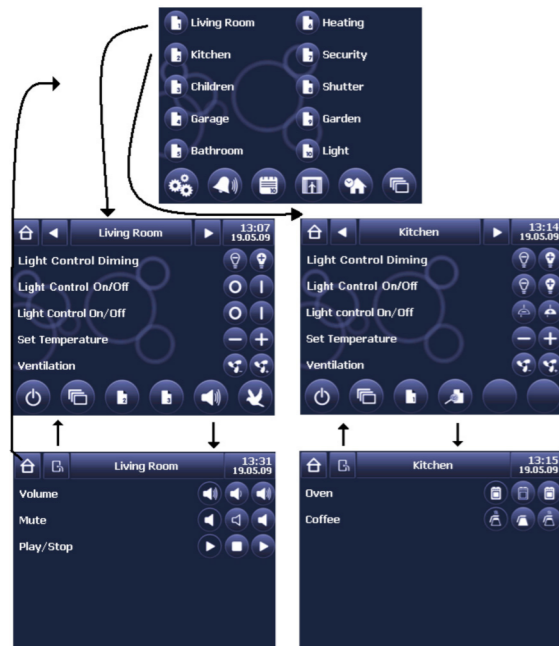 Living Room
Heating
Kitchen
Security
Children
Shutter
Garage
Garden
Bathroom
Light
Living Room
13:07
19.05.09
Light Control Diming
Light Control On/Off
Light Control On/Off
Set Temperature
Ventilation
Kitchen
13:14
19.05.09
Light Control Diming
Light Control On/Off
Light control On/Off
Set Temperature
Ventilation
Living Room
13:31
19.05.09
Volume
Mute
Play/Stop
Kitchen
13:15
19.05.09
Oven
Coffee